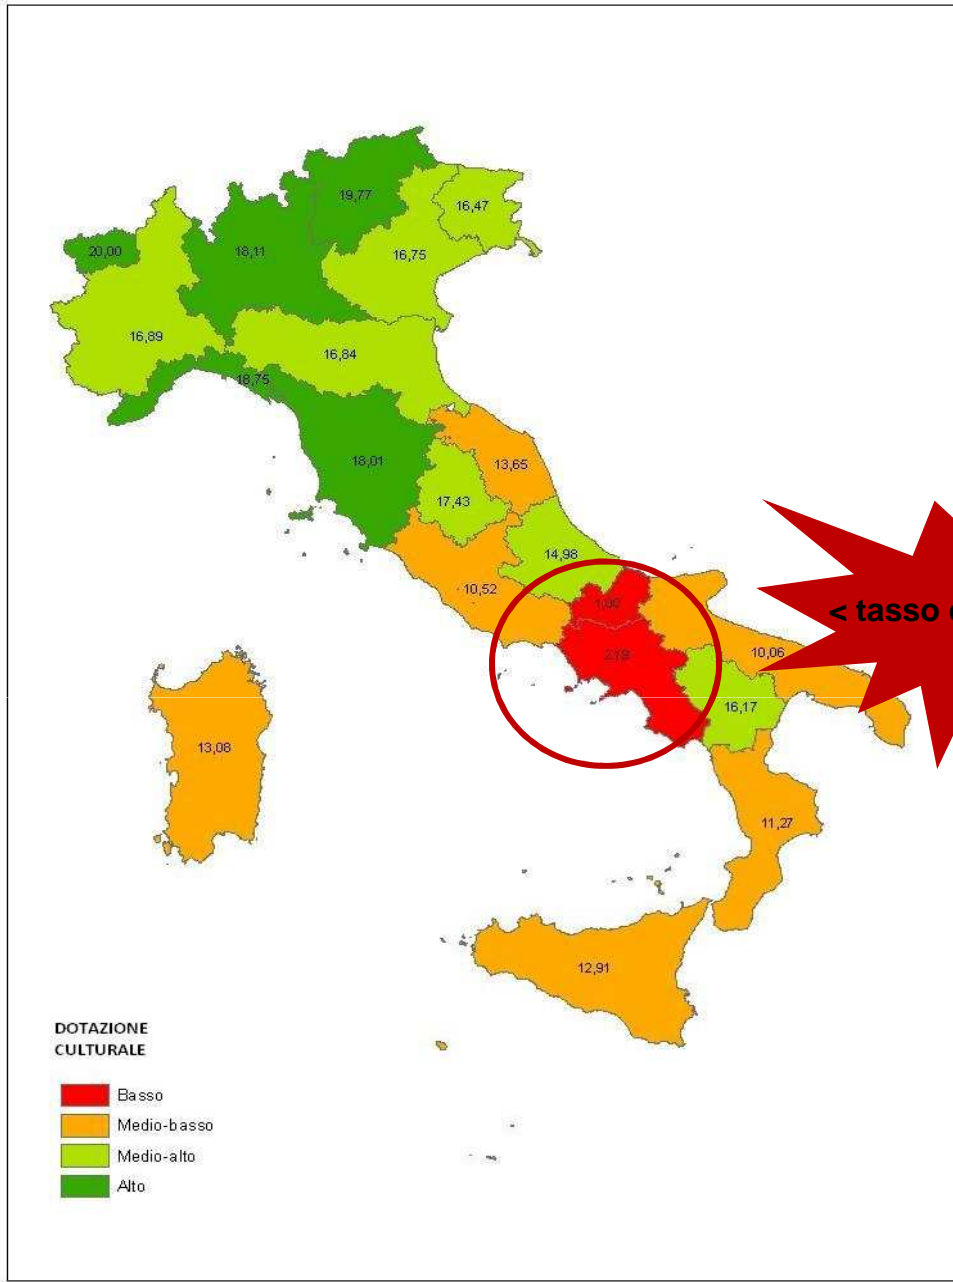 19,77
16,47
20,00
18,11
16,75
16,89
16,84
18,75
18,01
13,65
17,43
14,98
10,52
1,00
< tasso
10,06
16,17
13,08
11,27
12,91
DOTAZIONE
CULTURALE
Basso
Medio-basso
Medio-alto
Alto